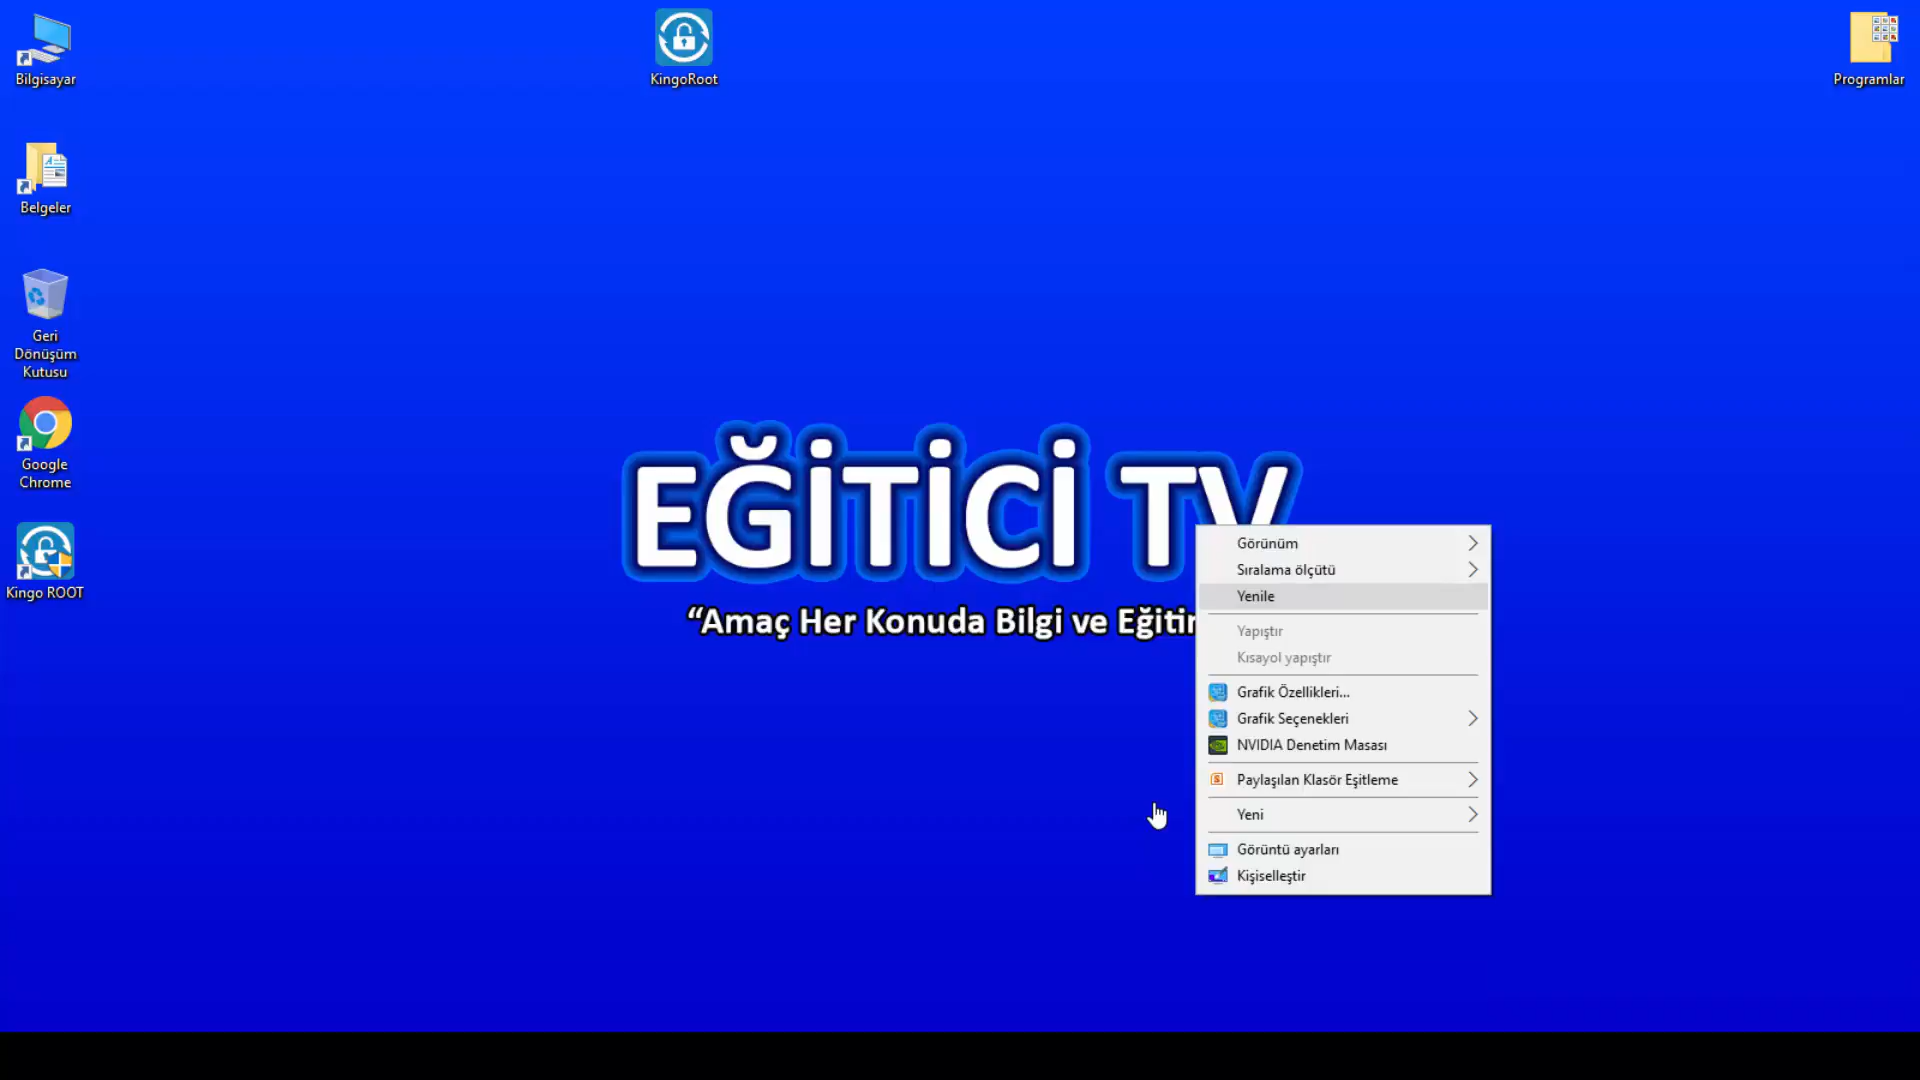 Bilgisayar
KingoRoot
Programlar
Belgeler
Geri
Dönüşüm
Kutusu
Google
Chrome
Kingo ROOT
EĞİTİCİ TV
“Amaç Her Konuda Bilgi ve
Görünüm
Sıralama ölçütü
Yenile
Yapıştır
Kısayol yapıştır
Grafik Özellikleri...
Grafik Seçenekleri
NVIDIA Denetim Masası
Paylaşılan Klasör Eşitleme
Yeni
Görüntü ayarları
Kişiselleştir